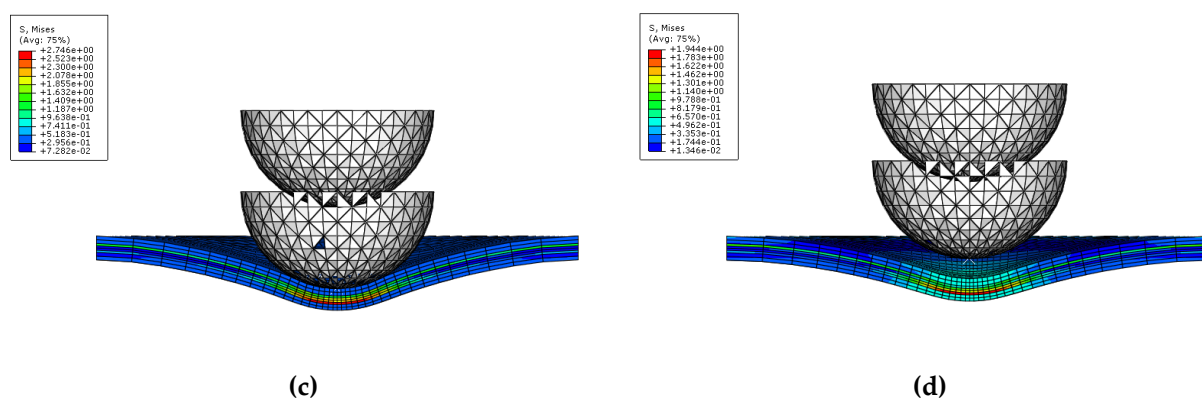 S, Mises
(Avg: 75%)
+2.746e+00
+2.523e+00
+2.300e+00
+2.078e+00
+1.855e+00
+1.632e+00
+1.409e+00
+1.187e+00
+9.638e-01
+7.411e-01
+5.183e-01
+2.956e-01
+7.282e-02
(c)
S, Mises
(Avg: 75%)
+1.944e+00
+1.783e+00
+1.622e+00
+1.462e+00
+1.301e+00
+1.140e+00
+9.788e-01
+8.179e-01
+6.570e-01
+4.962e-01
+3.353e-01
+1.744e-01
+1.346e-02
(d)